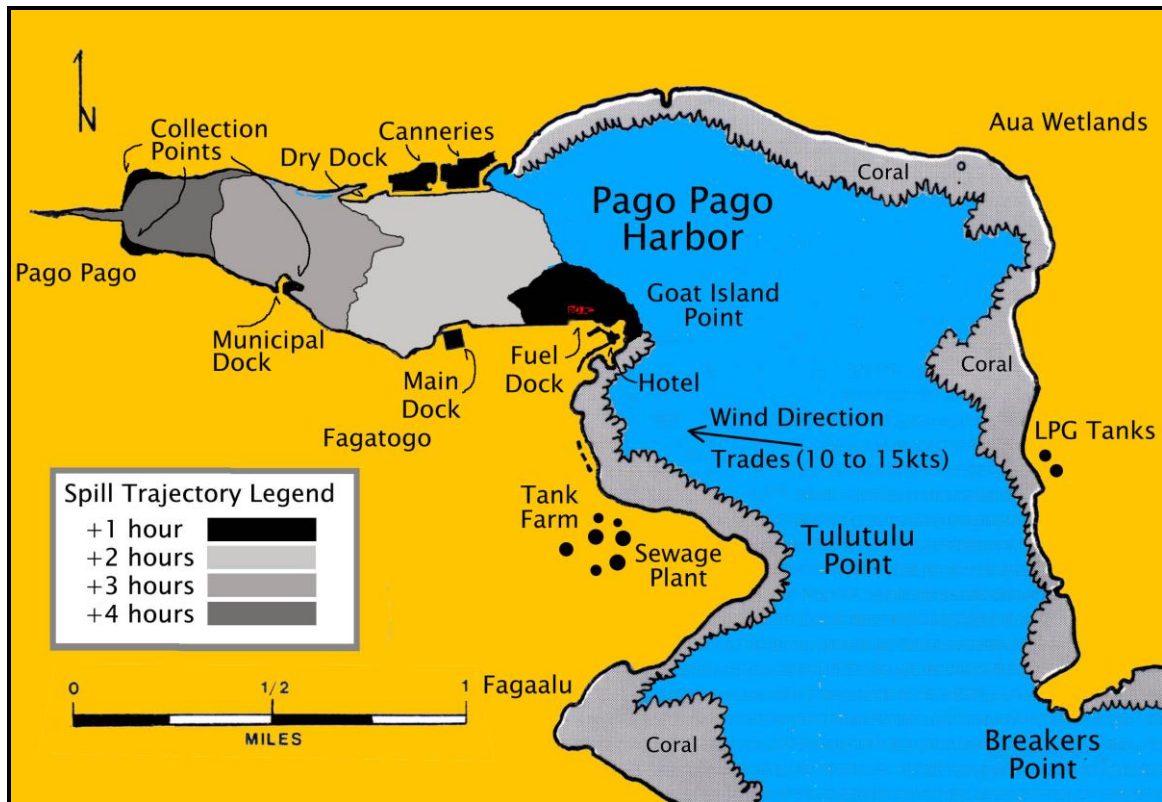 N
Collection
Points
Dry Dock
Canneries
Aua Wetlands
Coral
Pago Pago
Harbor
Pago Pago
Goat Island
Point
Municipal
Dock
Main
Dock
Fuel
Dock
Hotel
Fagatogo
Coral
Wind Direction
Trades (10 to 15kts)
LPG Tanks
Spill Trajectory Legend
+1 hour
+2 hours
+3 hours
+4 hours
Tank
Farm
Sewage
Plant
Tulutulu
Point
0 1/2 1
MILES
Fagaalu
Coral
Breakers
Point